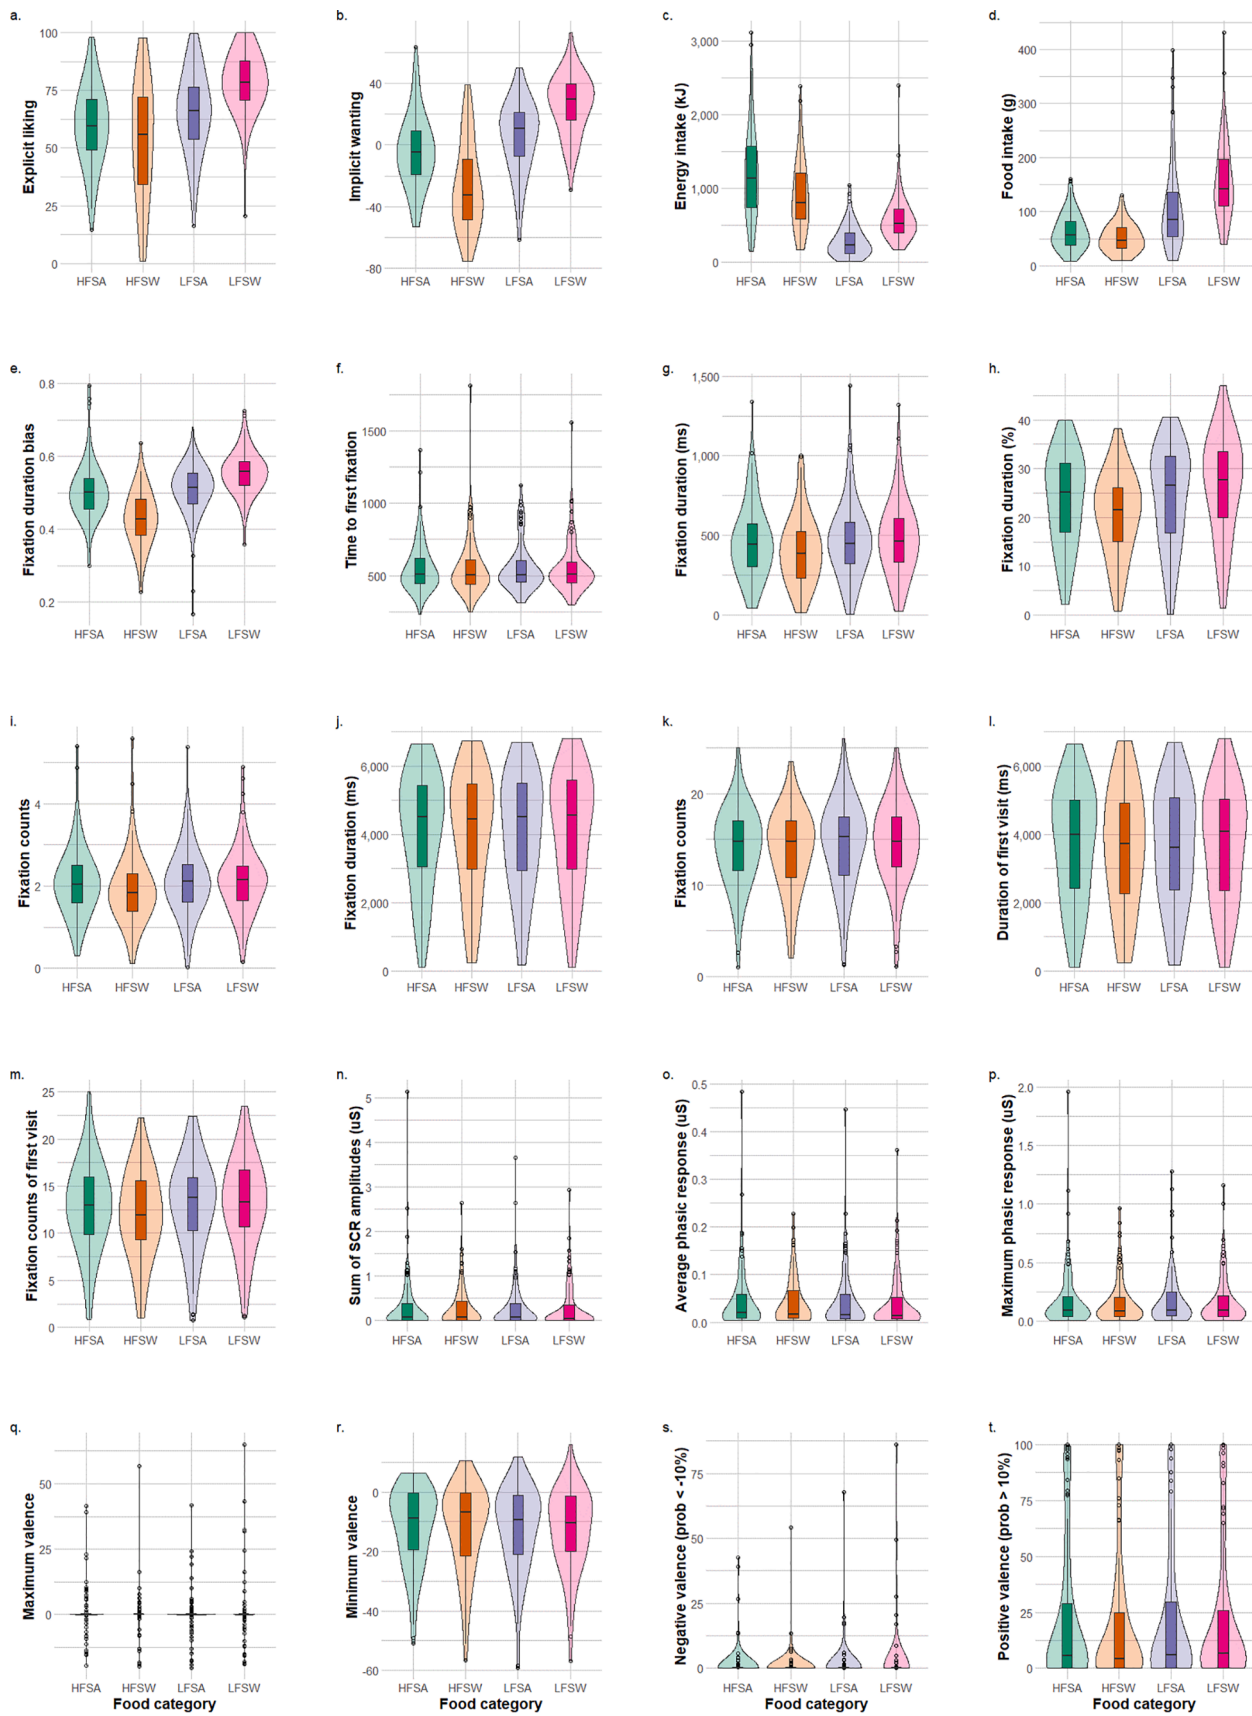 a.
b.
c.
d.
Explicit liking
100
75
50
25
0
HFSA HFSW LFSA LFSW
Implicit wanting
40
0
-40
-80
HFSA HFSW LFSA LFSW
Energy intake (kJ)
3,000
2,000
1,000
0
HFSA HFSW LFSA LFSW
Food intake (g)
400
300
200
100
0
HFSA HFSW LFSA LFSW
e.
f.
g.
h.
Fixation duration bias
0.8
0.6
0.4
0.2
HFSA HFSW LFSA LFSW
Time to first fixation
1500
1000
500
HFSA HFSW LFSA LFSW
Fixation duration (ms)
1,500
1,000
500
0
HFSA HFSW LFSA LFSW
Fixation duration (%)
40
30
20
10
0
HFSA HFSW LFSA LFSW
i.
j.
k.
l.
Fixation counts
4
2
0
HFSA HFSW LFSA LFSW
Fixation duration (ms)
6,000
4,000
2,000
0
HFSA HFSW LFSA LFSW
Fixation counts
20
10
0
HFSA HFSW LFSA LFSW
Duration of first visit (ms)
6,000
4,000
2,000
0
HFSA HFSW LFSA LFSW
m.
n.
o.
p.
Fixation counts of first visit
25
20
15
10
5
0
HFSA HFSW LFSA LFSW
Sum of SCR amplitudes (uS)
5
4
3
2
1
0
HFSA HFSW LFSA LFSW
Average phasic response (uS)
0.5
0.4
0.3
0.2
0.1
0.0
HFSA HFSW LFSA LFSW
Maximum phasic response (uS)
2.0
1.5
1.0
0.5
0.0
HFSA HFSW LFSA LFSW
q.
r.
s.
t.
Maximum valence
50
25
0
HFSA HFSW LFSA LFSW
Food category
Minimum valence
0
-20
-40
-60
HFSA HFSW LFSA LFSW
Food category
Negative valence (prob < -10%)
75
50
25
0
HFSA HFSW LFSA LFSW
Food category
Positive valence (prob > 10%)
100
75
50
25
0
HFSA HFSW LFSA LFSW
Food category